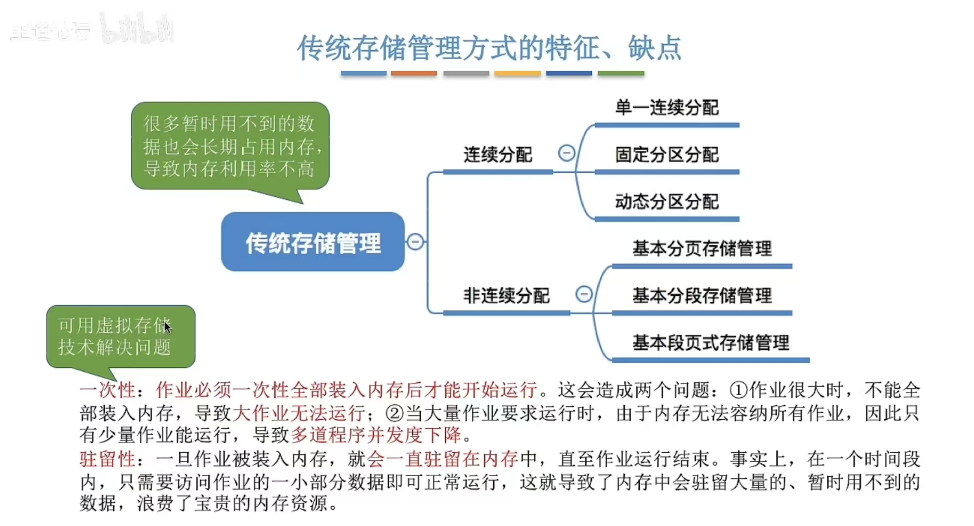 bilibili
传统存储管理方式的特征、缺点
很多暂时用不到的数
据也会长期占用内存，
导致内存利用率不高
传统存储管理
连续分配
单一连续分配
固定分区分配
动态分区分配
非连续分配
基本分页存储管理
基本分段存储管理
基本段页式存储管理
可用虚拟存储
技术解决问题
一次性：作业必须一次性全部装入内存后才能开始运行。这会造成两个问题：①作业很大时，不能全
部装入内存，导致大作业无法运行；②当大量作业要求运行时，由于内存无法容纳所有作业，因此只
有少量作业能运行，导致多道程序并发度下降。
驻留性：一旦作业被装入内存，就会一直驻留在内存中，直至作业运行结束。事实上，在一个时间段
内，只需要访问作业的一小部分数据即可正常运行，这就导致了内存中会驻留大量的、暂时用不到的
数据，浪费了宝贵的内存资源。